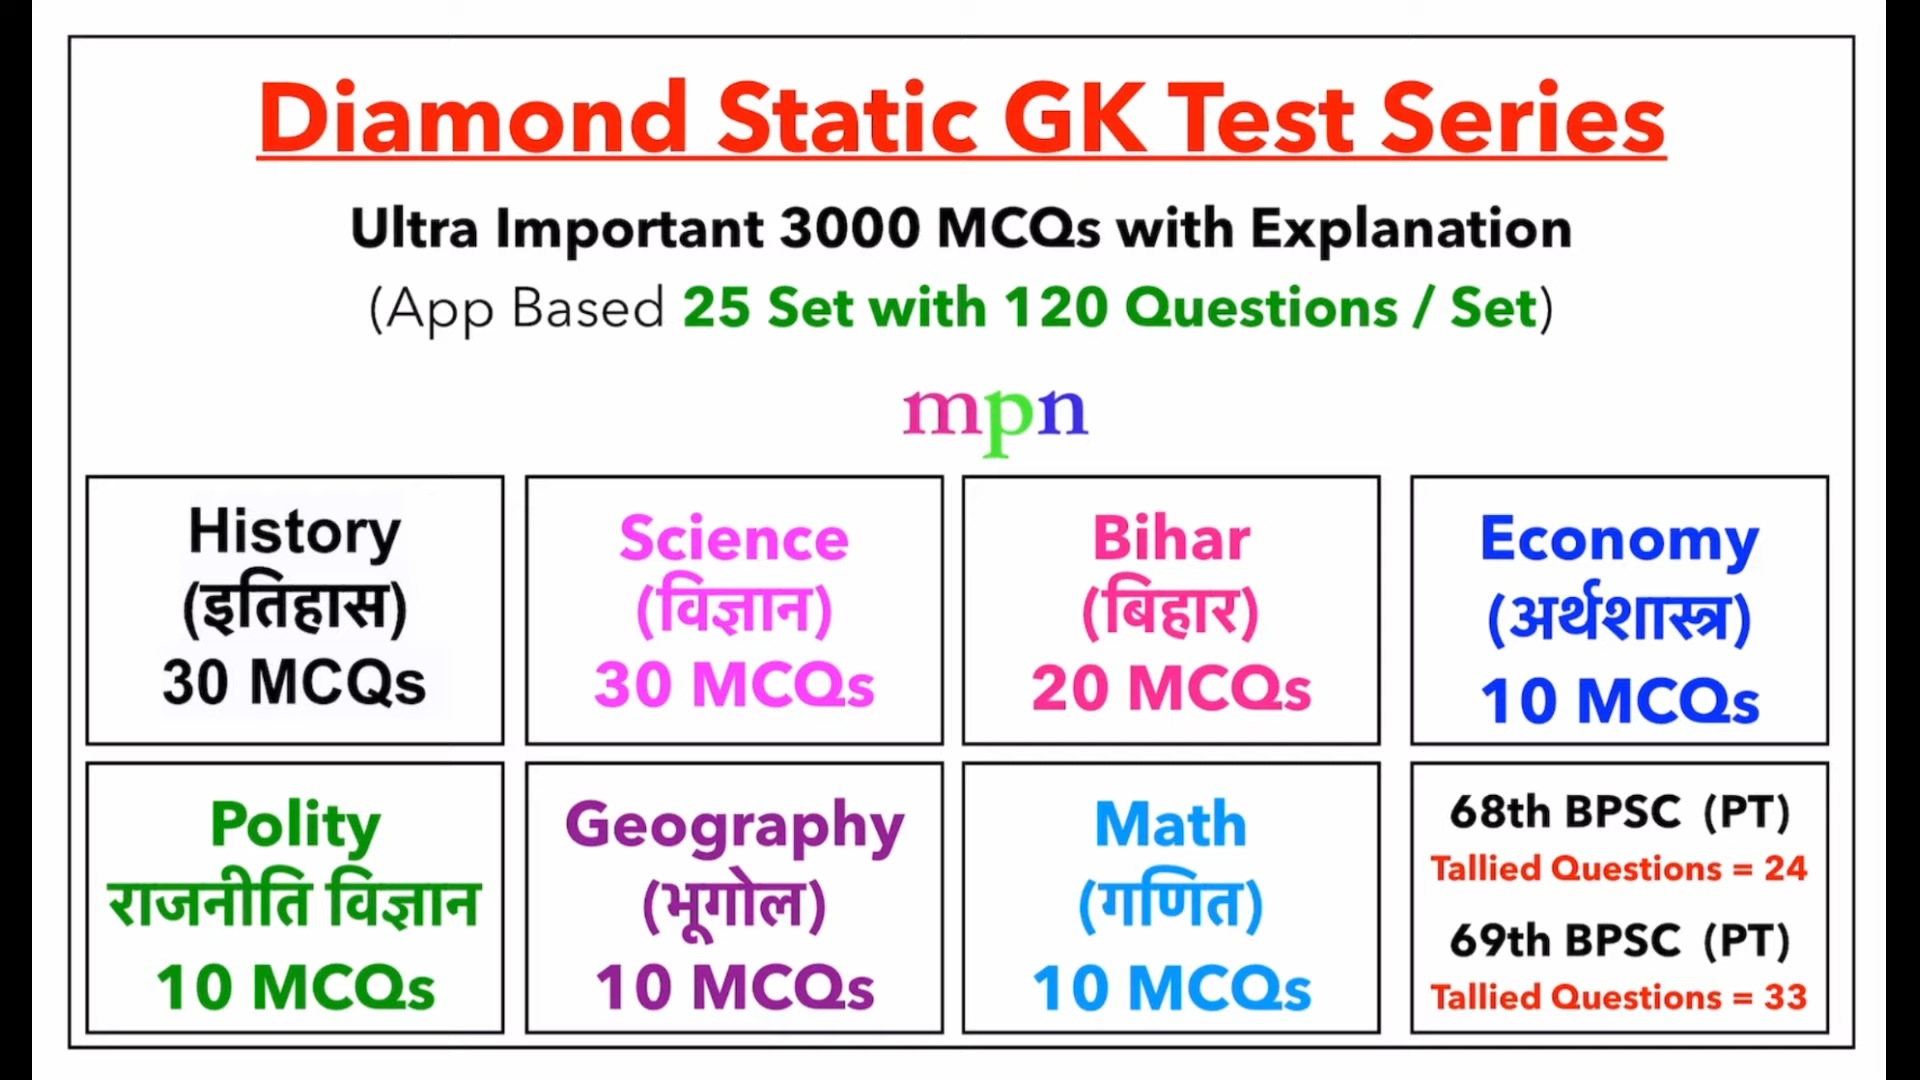 Diamond Static GK Test Series
Ultra Important 3000 MCQs with Explanation
(App Based 25 Set with 120 Questions / Set)
mpn
History
(इतिहास)
30 MCQs
Science
(विज्ञान)
30 MCQs
Bihar
(बिहार)
20 MCQs
Economy
(अर्थशास्त्र)
10 MCQs
Polity
राजनीति विज्ञान
10 MCQs
Geography
(भूगोल)
10 MCQs
Math
(गणित)
10 MCQs
68th BPSC (PT)
Tallied Questions = 24
69th BPSC (PT)
Tallied Questions = 33